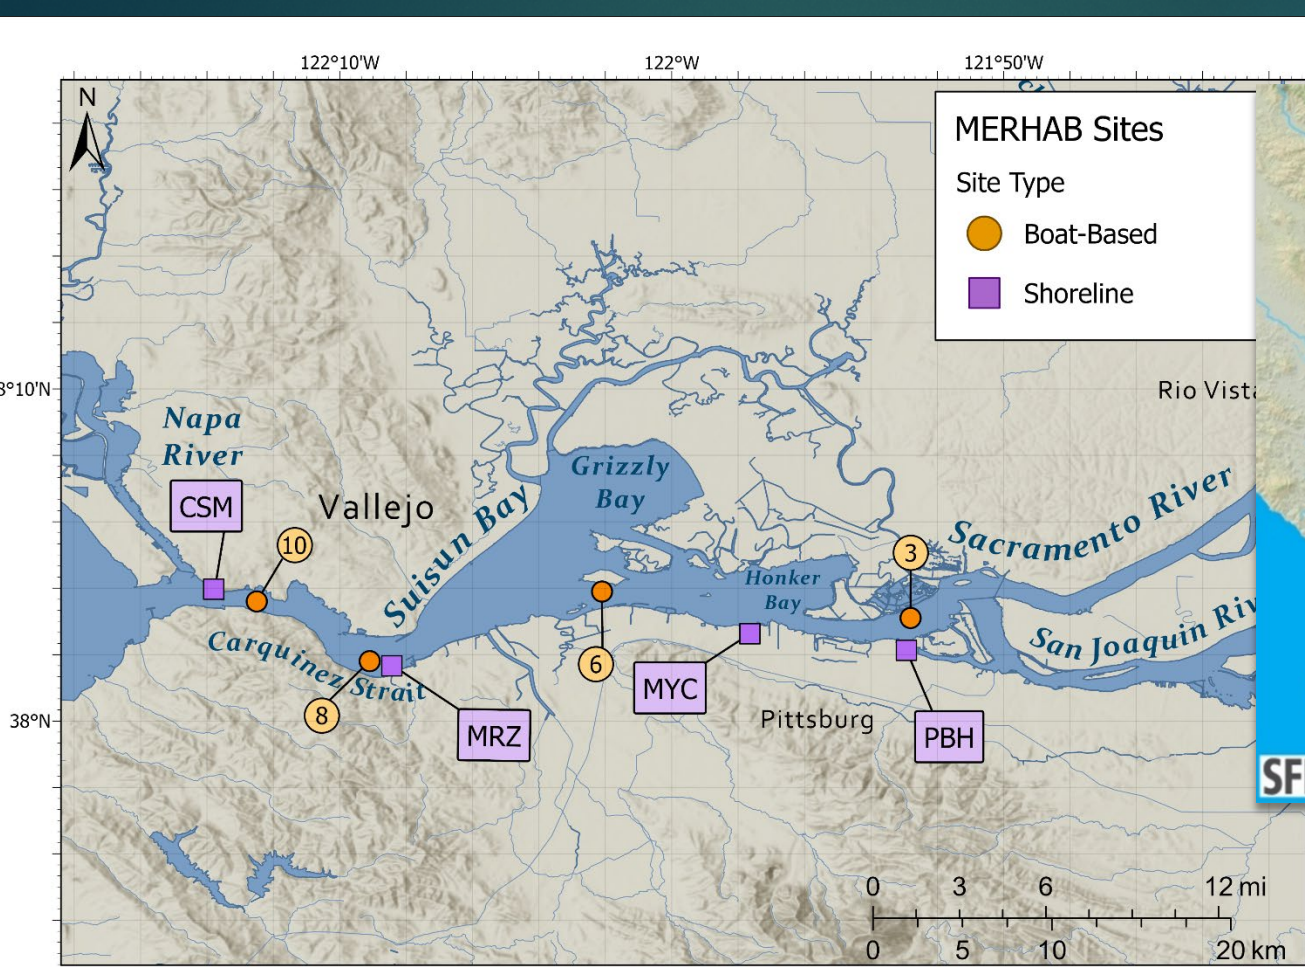 122°10'W
122°W
121°50'W
N
MERHAB Sites
Site Type
Boat-Based
Shoreline
8°10'N
Rio Vista
Napa
River
Grizzly
Bay
CSM
Vallejo
Suisun Bay
Sacramento River
10
3
Honker
Bay
Carquinez Strait
San Joaquin Riv
6
MYC
8
38°N
MRZ
Pittsburg
PBH
SF
0 3 6 12 mi
0 5 10 20 km